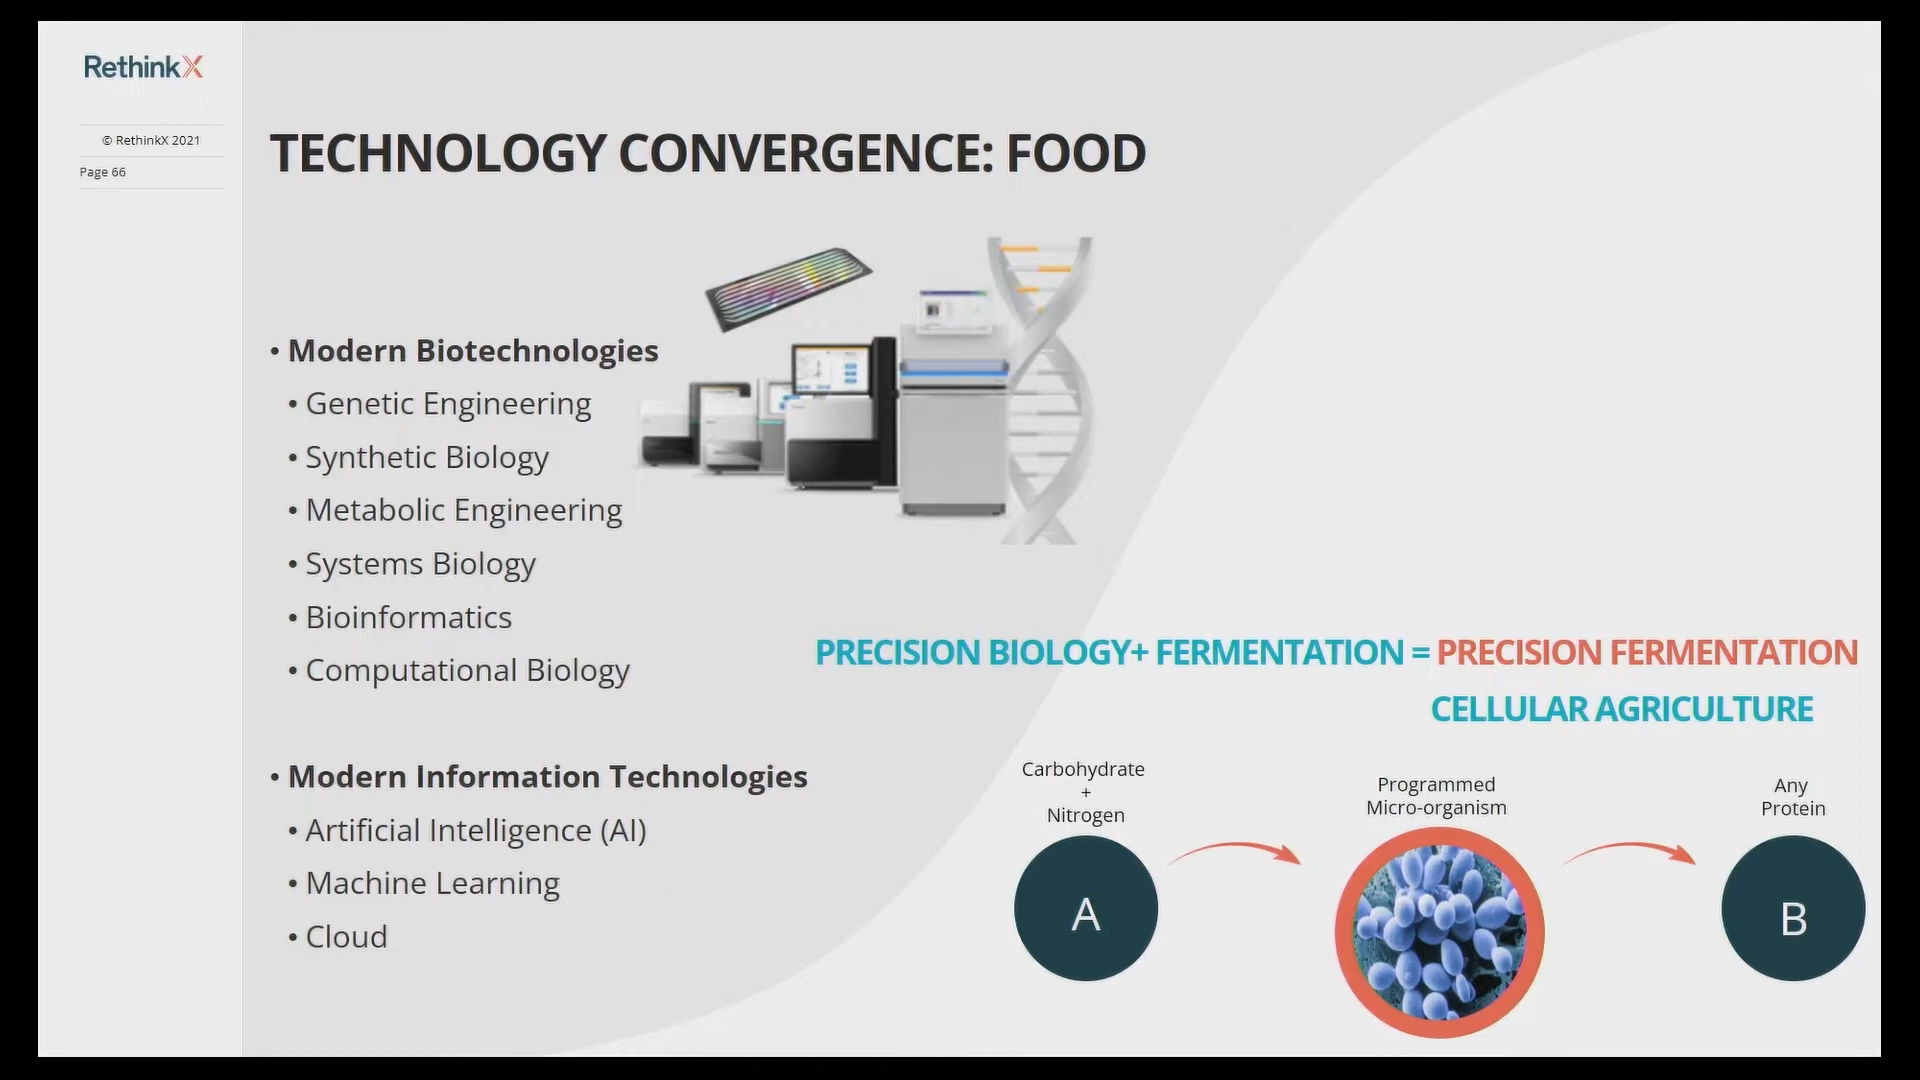 RethinkX
© RethinkX 2021
Page 66
TECHNOLOGY CONVERGENCE: FOOD
• Modern Biotechnologies
• Genetic Engineering
• Synthetic Biology
• Metabolic Engineering
• Systems Biology
• Bioinformatics
• Computational Biology
• Modern Information Technologies
• Artificial Intelligence (AI)
• Machine Learning
• Cloud
PRECISION BIOLOGY+ FERMENTATION = PRECISION FERMENTATION
CELLULAR AGRICULTURE
Carbohydrate
+
Nitrogen
A
Programmed
Micro-organism
Any
Protein
B